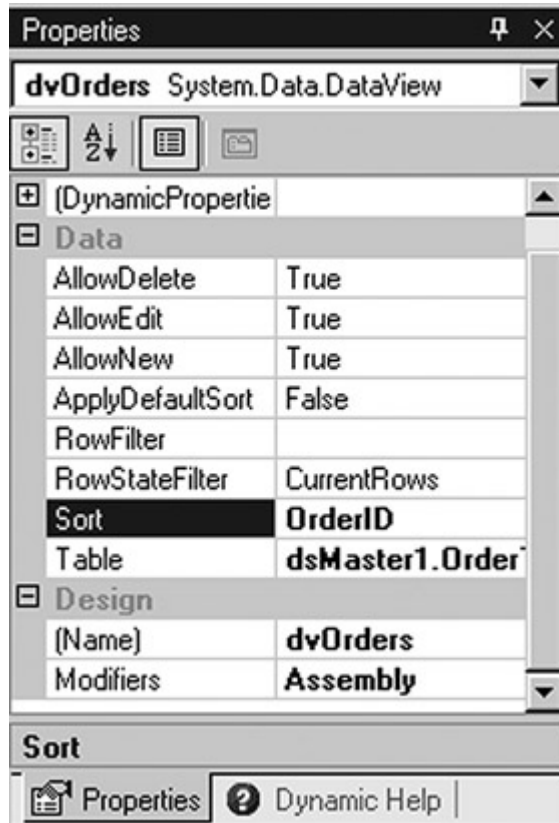 Properties
dvOrders System.Data.DataView
(DynamicPropertie
Data
AllowDelete True
AllowEdit True
AllowNew True
ApplyDefaultSort False
RowFilter
RowStateFilter CurrentRows
Sort OrderID
Table dsMaster1.Order
Design
(Name) dvOrders
Modifiers Assembly
Sort
Properties Dynamic Help